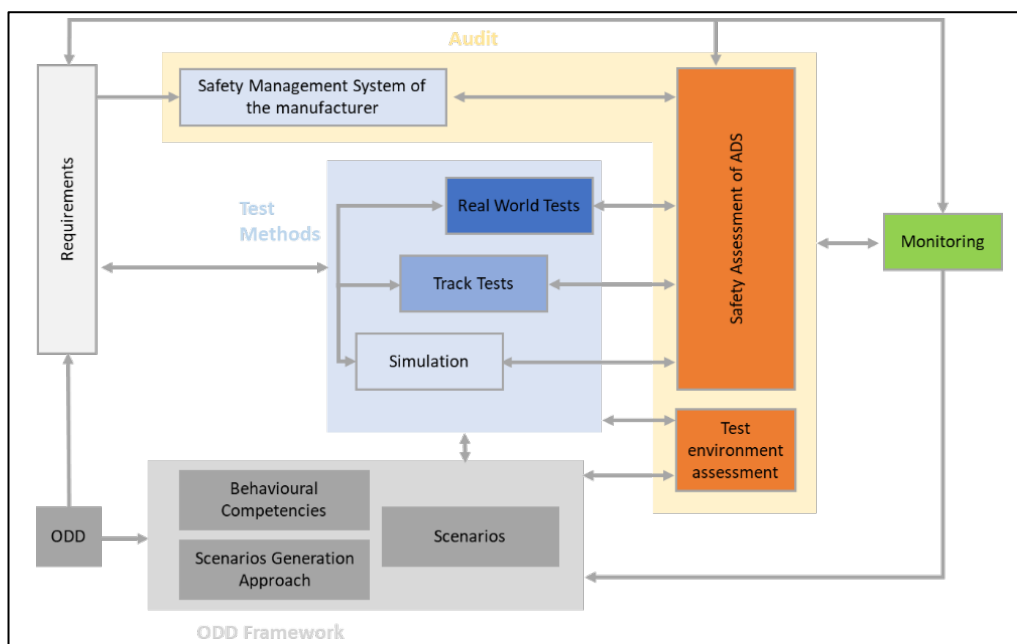 Audit
Safety Management System of
the manufacturer
Requirements
Safety Assessment of ADS
Test
Methods
Real World Tests
Track Tests
Simulation
Monitoring
Test
environment
assessment
Behavioural
Competencies
Scenarios
ODD
Scenarios Generation
Approach
ODD Framework